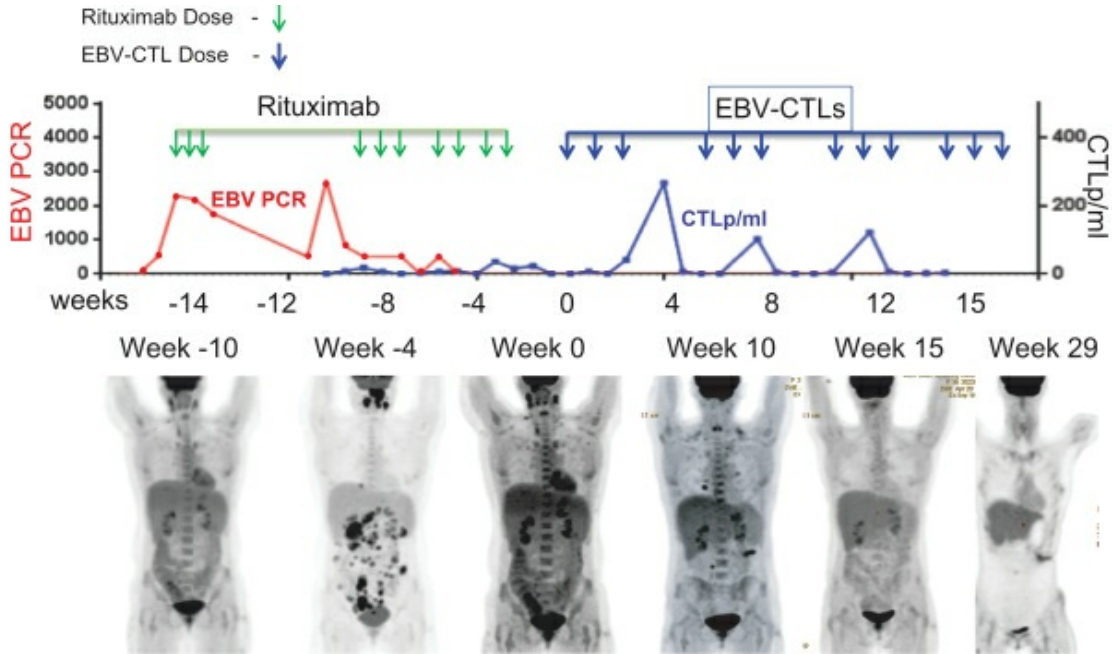 Rituximab Dose -
EBV-CTL Dose -
5000
4000
3000
2000
1000
0
EBV PCR
Rituximab
EBV-CTLs
EBV PCR
CTLp/ml
400
200
0
CTLp/ml
weeks -14 -12 -8 -4 0 4 8 12 15
Week -10 Week -4 Week 0 Week 10 Week 15 Week 29